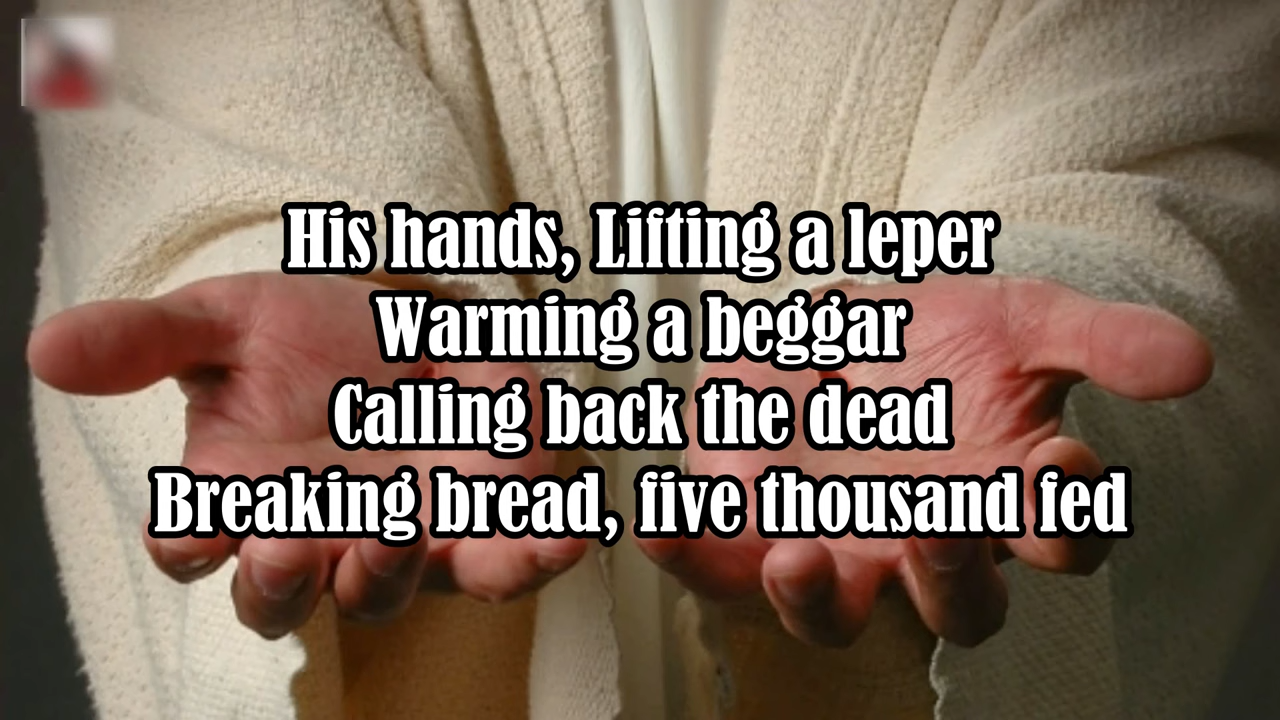 His hands, Lifting a leper
Warming a beggar
Calling back the dead
Breaking bread, five thousand fed